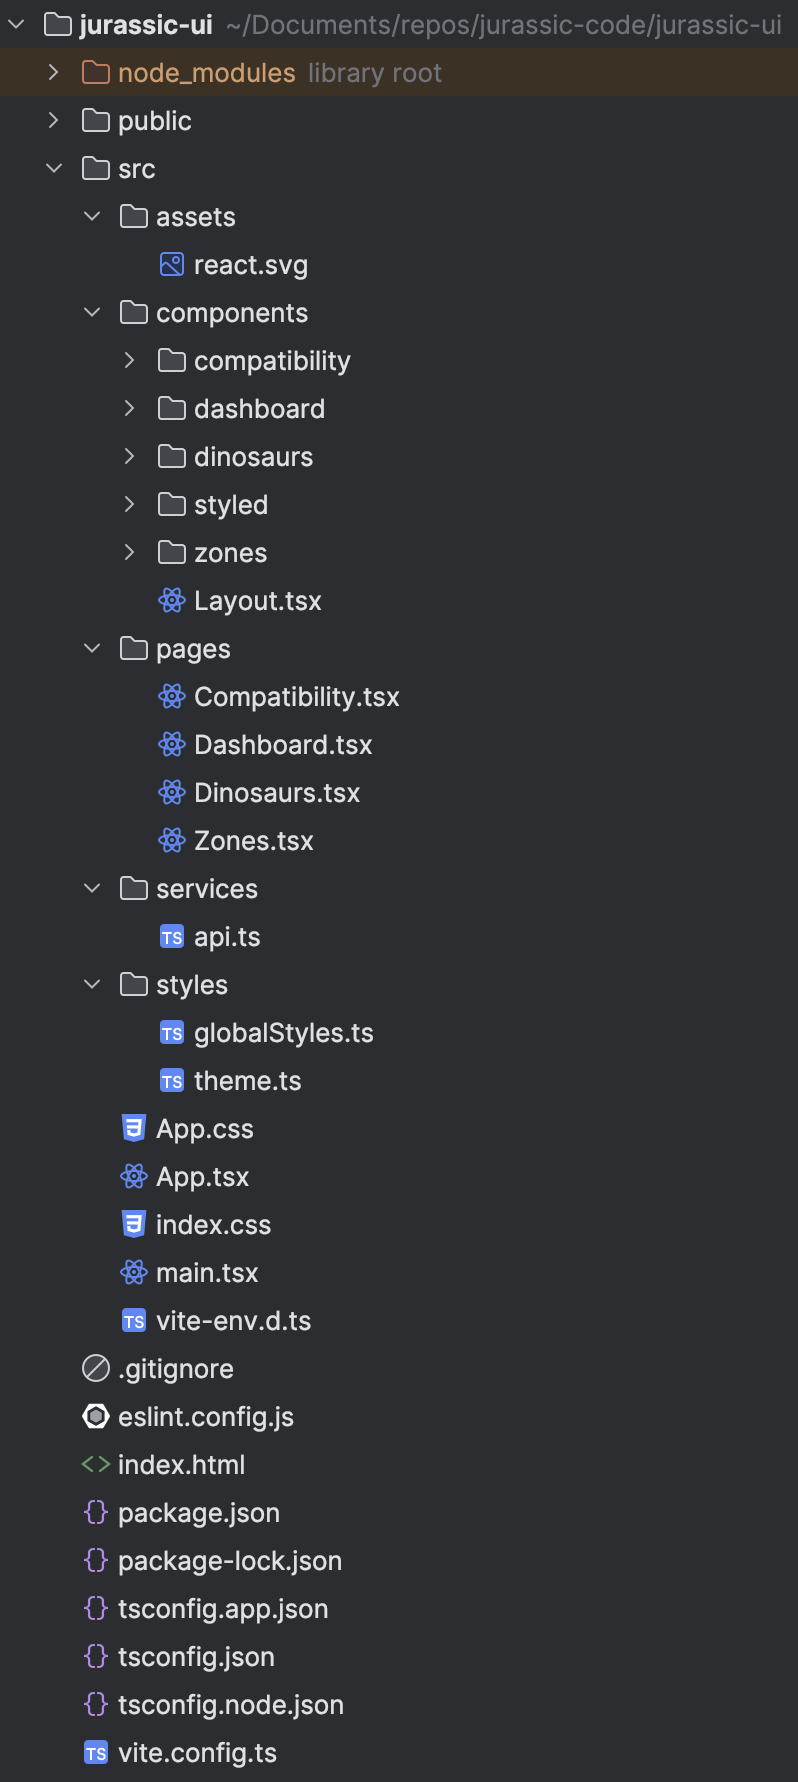 jurassic-ui ~/Documents/repos/jurassic-code/jurassic-ui
node_modules library root
public
src
assets
react.svg
components
compatibility
dashboard
dinosaurs
styled
zones
Layout.tsx
pages
Compatibility.tsx
Dashboard.tsx
Dinosaurs.tsx
Zones.tsx
services
TS api.ts
styles
TS globalStyles.ts
TS theme.ts
App.css
App.tsx
index.css
main.tsx
TS vite-env.d.ts
.gitignore
eslint.config.js
<> index.html
{} package.json
{} package-lock.json
{} tsconfig.app.json
{} tsconfig.json
{} tsconfig.node.json
TS vite.config.ts